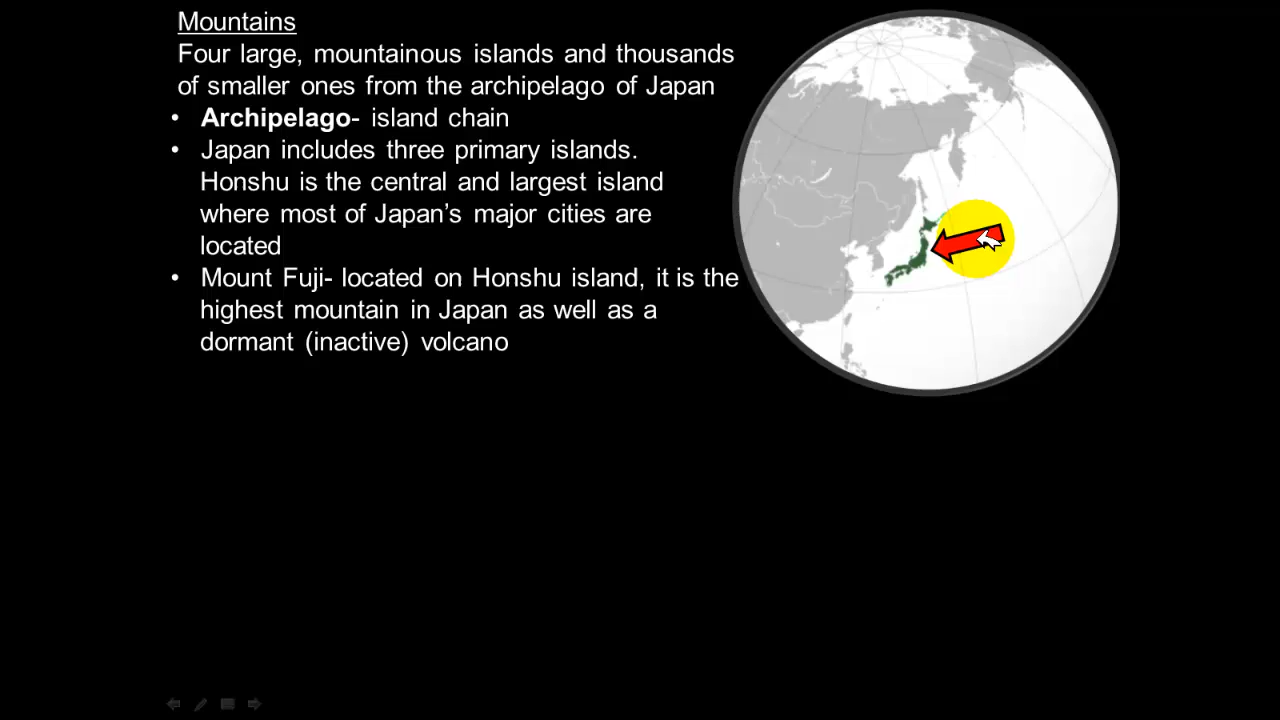 Mountains
Four large, mountainous islands and thousands
of smaller ones from the archipelago of Japan
• Archipelago- island chain
• Japan includes three primary islands.
Honshu is the central and largest island
where most of Japan's major cities are
located
• Mount Fuji- located on Honshu island, it is the
highest mountain in Japan as well as a
dormant (inactive) volcano